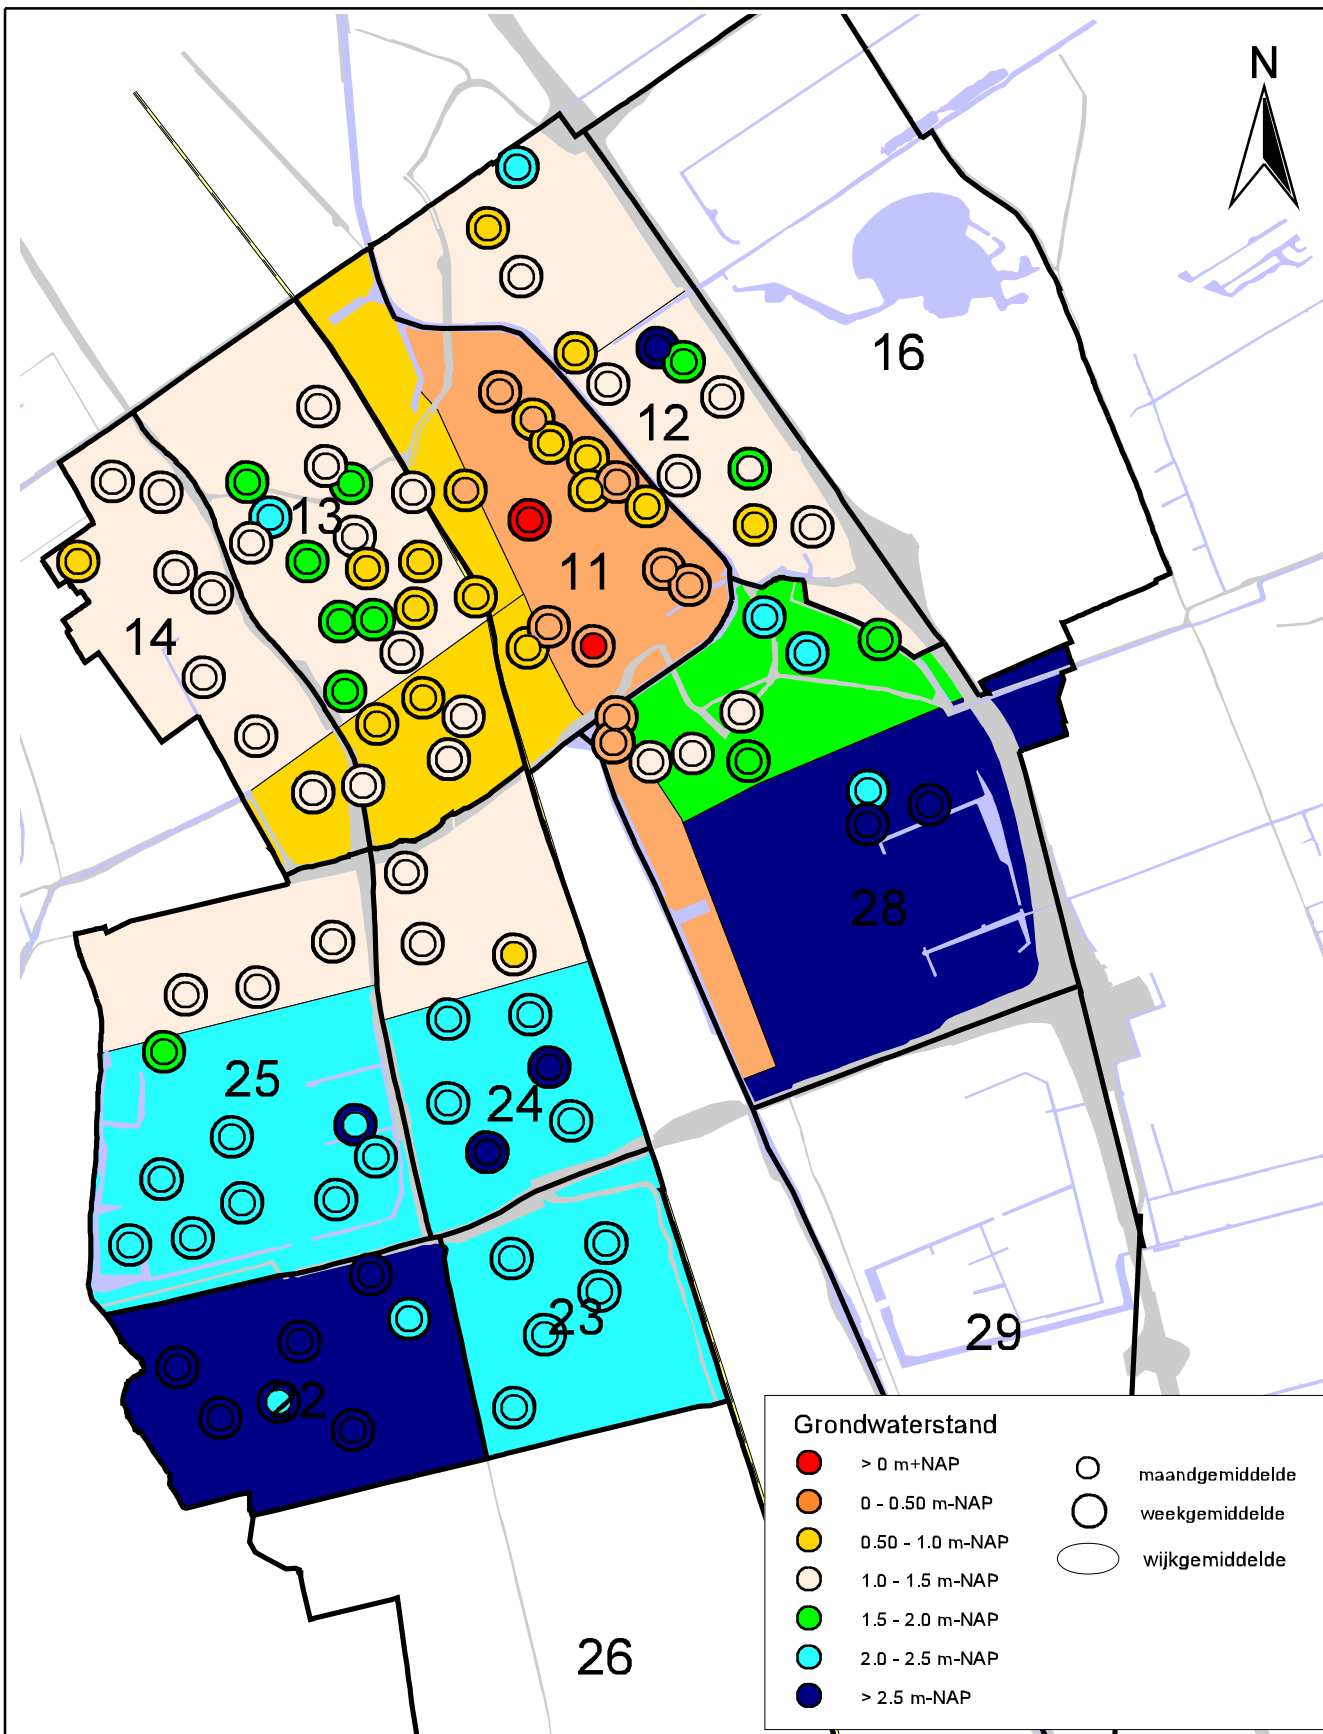 N
16
12
13
11
14
28
25
24
23
29
22
26
Grondwaterstand
> 0 m+NAP
0 - 0.50 m-NAP
0.50 - 1.0 m-NAP
1.0 - 1.5 m-NAP
1.5 - 2.0 m-NAP
2.0 - 2.5 m-NAP
> 2.5 m-NAP
maandgemiddelde
weekgemiddelde
wijkgemiddelde